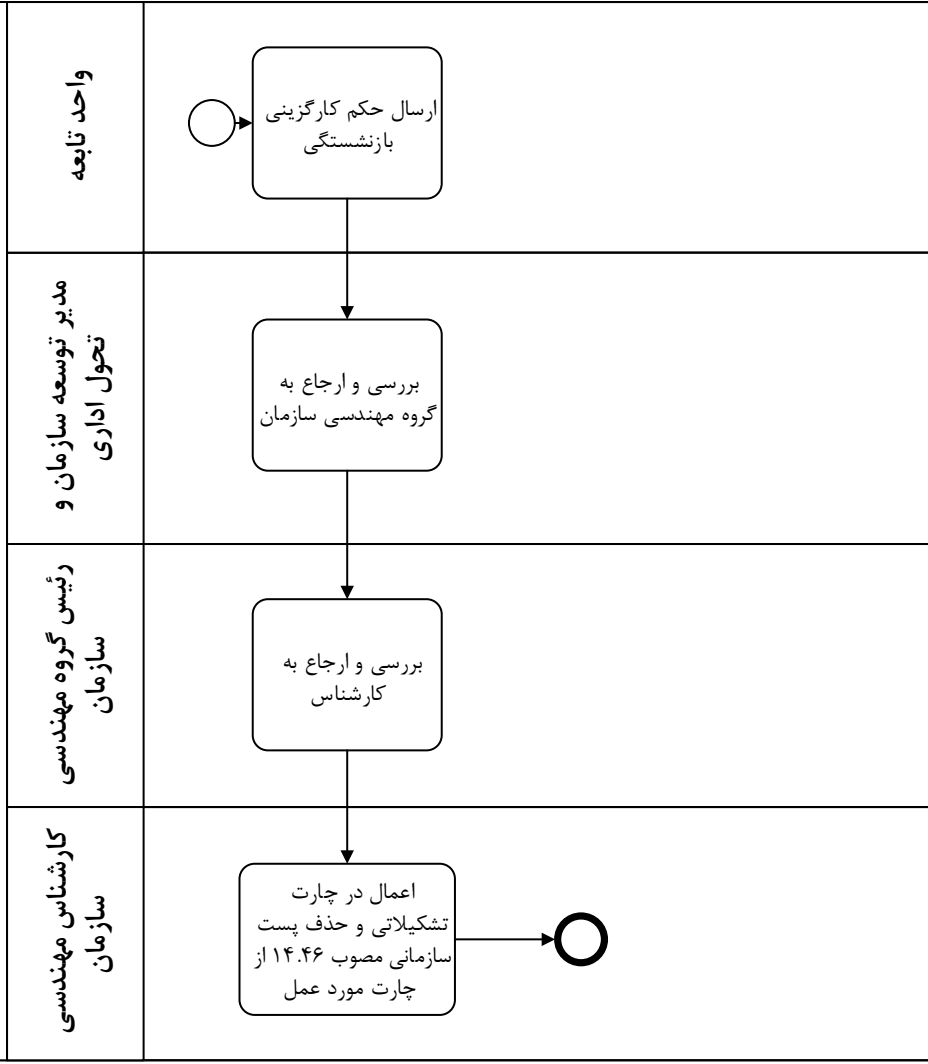 واحد تابعه
ارسال حکم کارگزینی
بازنشستگی
مدیر توسعه سازمان و
تحول اداری
بررسی و ارجاع به
گروه مهندسی سازمان
رئیس گروه مهندسی
سازمان
بررسی و ارجاع به
کارشناس
کارشناس مهندسی
سازمان
اعمال در چارت
تشکیلاتی و حذف پست
سازمانی مصوب ۱۴.۴۶ از
چارت مورد عمل